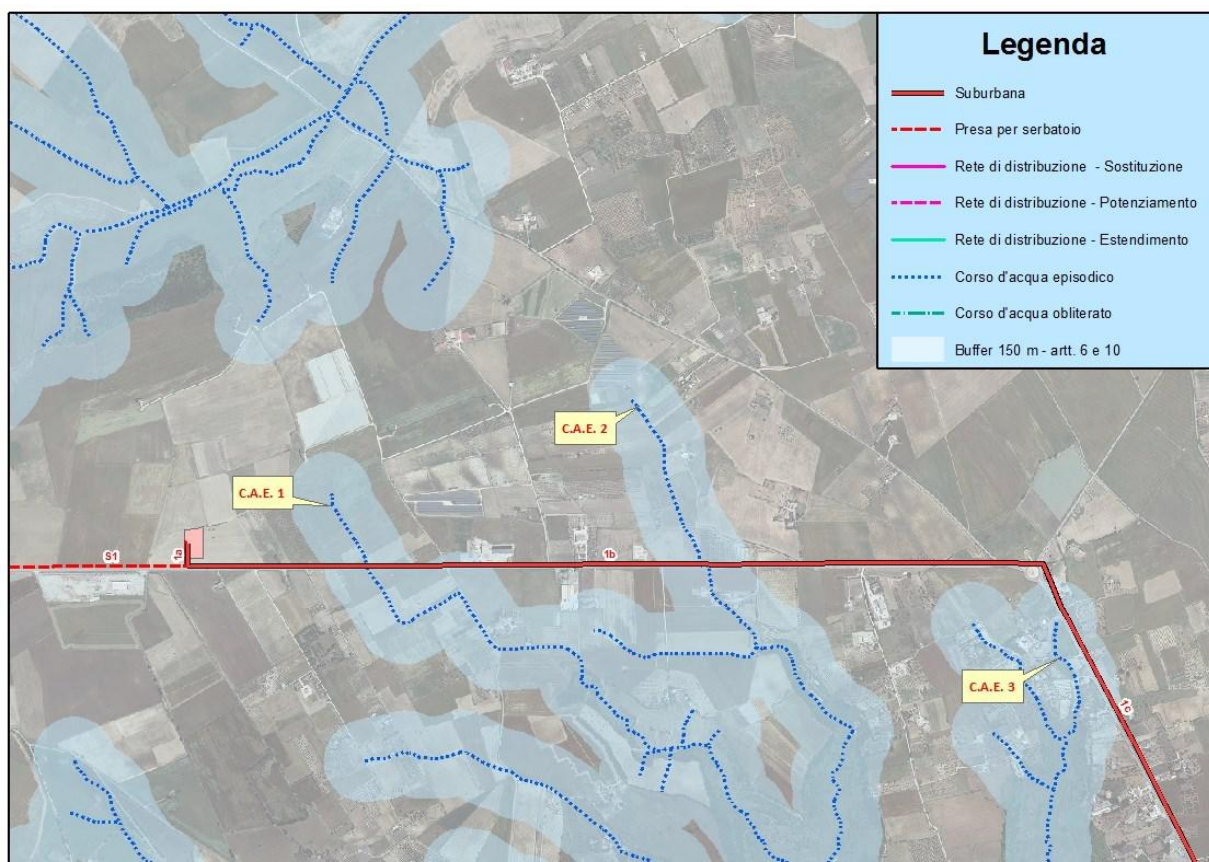 Legenda
Suburbana
Presa per serbatoio
Rete di distribuzione - Sostituzione
Rete di distribuzione - Potenziamento
Rete di distribuzione - Estendimento
Corso d'acqua episodico
Corso d'acqua obliterato
Buffer 150 m - artt. 6 e 10
C.A.E. 2
C.A.E. 1
S1
1a
1b
C.A.E. 3
1c